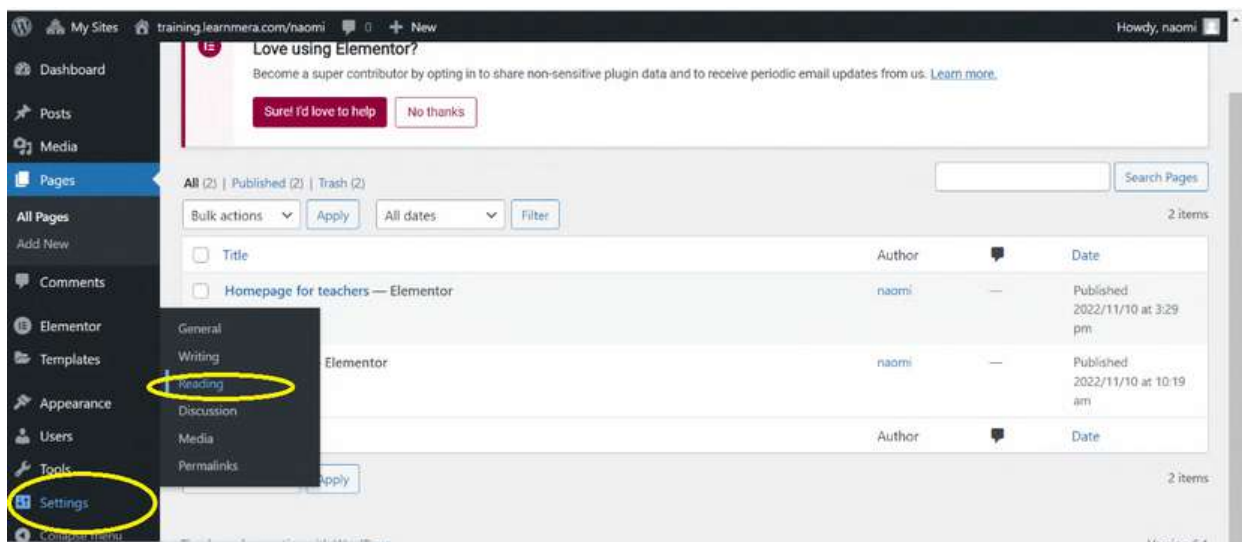 My Sites training.learnmera.com/naomi 0 + New Howdy, naomi
Dashboard
Posts
Media
Pages
All Pages
Add New
Comments
Elementor
Templates
Appearance
Users
Tools
Settings
Collapse menu
General
Writing
Reading
Discussion
Media
Permalinks
Love using Elementor?
Become a super contributor by opting in to share non-sensitive plugin data and to receive periodic email updates from us. Learn more.
Sure! I'd love to help No thanks
All (2) | Published (2) | Trash (2)
Search Pages
Bulk actions Apply All dates Filter 2 items
Title Author Date
Homepage for teachers — Elementor naomi — Published
2022/11/10 at 3:29
pm
Elementor naomi — Published
2022/11/10 at 10:19
am
Author Date
Apply 2 items